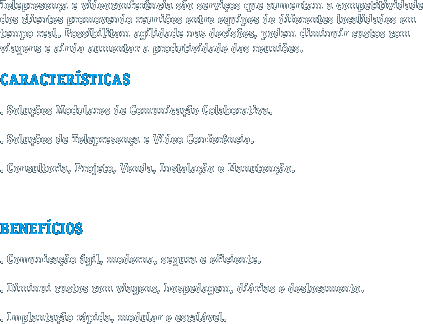 Telepresença e videoconferência são serviços que aumentam a competitividade
dos clientes promovendo reuniões entre equipes de diferentes localidades em
tempo real. Possibilitam agilidade nas decisões, podem diminuir custos com
viagens e ainda aumentar a produtividade das reuniões.
CARACTERÍSTICAS
. Soluções Modulares de Comunicação Colaborativa.
. Soluções de Telepresença e Vídeo Conferência.
. Consultoria, Projeto, Venda, Instalação e Manutenção.
BENEFÍCIOS
. Comunicação ágil, moderna, segura e eficiente.
. Diminui custos com viagens, hospedagem, diárias e deslocamento.
. Implantação rápida, modular e escalável.